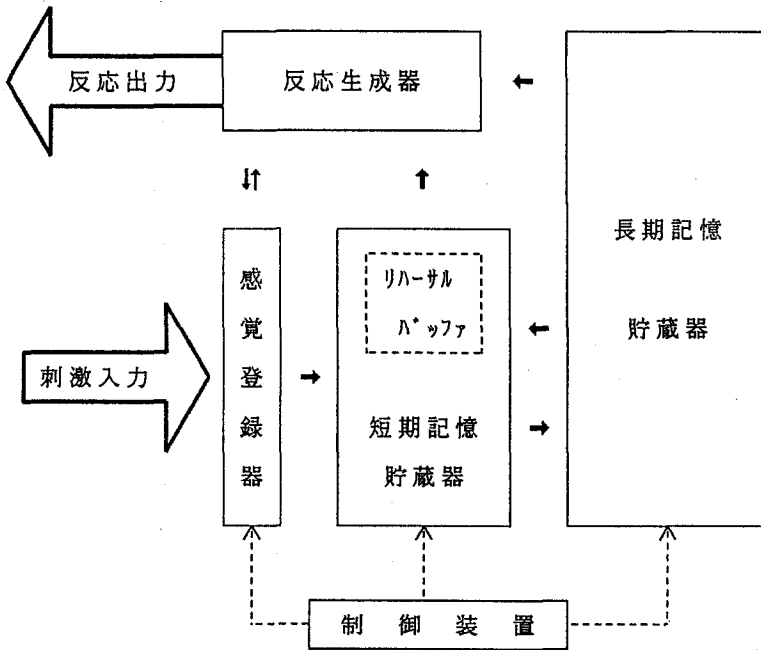 反応出力
反応生成器
長期記憶
貯蔵器
感覚登録器
リハーサル
バッファ
刺激入力
短期記憶
貯蔵器
制御装置